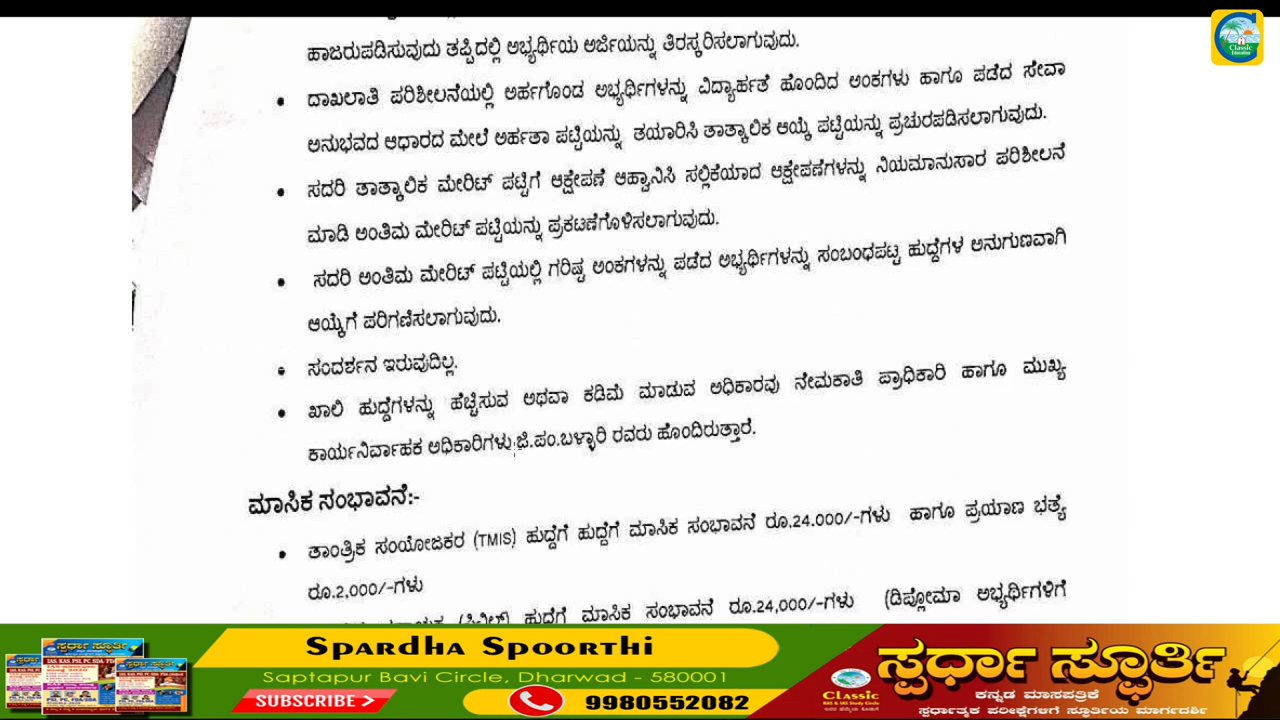 ಹಾಜರುಪಡಿಸುವುದು ತಪ್ಪಿದಲ್ಲಿ ಅಭ್ಯರ್ಥಿಯ ಅರ್ಜಿಯನ್ನು ತಿರಸ್ಕರಿಸಲಾಗುವುದು.
• ದಾಖಲಾತಿ ಪರಿಶೀಲನೆಯಲ್ಲಿ ಅರ್ಹಗೊಂಡ ಅಭ್ಯರ್ಥಿಗಳನ್ನು ವಿದ್ಯಾರ್ಹತೆ ಹೊಂದಿದ ಅಂಕಗಳು ಹಾಗೂ ಪಡೆದ ಸೇವಾ
ಅನುಭವದ ಆಧಾರದ ಮೇಲೆ ಅರ್ಹತಾ ಪಟ್ಟಿಯನ್ನು ತಯಾರಿಸಿ ತಾತ್ಕಾಲಿಕ ಆಯ್ಕೆ ಪಟ್ಟಿಯನ್ನು ಪ್ರಚುರಪಡಿಸಲಾಗುವುದು.
• ಸದರಿ ತಾತ್ಕಾಲಿಕ ಮೇರಿಟ್ ಪಟ್ಟಿಗೆ ಆಕ್ಷೇಪಣೆ ಆಹ್ವಾನಿಸಿ ಸಲ್ಲಿಕೆಯಾದ ಆಕ್ಷೇಪಣೆಗಳನ್ನು ನಿಯಮಾನುಸಾರ ಪರಿಶೀಲನೆ
ಮಾಡಿ ಅಂತಿಮ ಮೇರಿಟ್ ಪಟ್ಟಿಯನ್ನು ಪ್ರಕಟಣೆಗೊಳಿಸಲಾಗುವುದು.
• ಸದರಿ ಅಂತಿಮ ಮೇರಿಟ್ ಪಟ್ಟಿಯಲ್ಲಿ ಗರಿಷ್ಟ ಅಂಕಗಳನ್ನು ಪಡೆದ ಅಭ್ಯರ್ಥಿಗಳನ್ನು ಸಂಬಂಧಪಟ್ಟ ಹುದ್ದೆಗಳ ಅನುಗುಣವಾಗಿ
ಆಯ್ಕೆಗೆ ಪರಿಗಣಿಸಲಾಗುವುದು.
• ಸಂದರ್ಶನ ಇರುವುದಿಲ್ಲ.
• ಖಾಲಿ ಹುದ್ದೆಗಳನ್ನು ಹೆಚ್ಚಿಸುವ ಅಥವಾ ಕಡಿಮೆ ಮಾಡುವ ಅಧಿಕಾರವು ನೇಮಕಾತಿ ಪ್ರಾಧಿಕಾರಿ ಹಾಗೂ ಮುಖ್ಯ
ಕಾರ್ಯನಿರ್ವಾಹಕ ಅಧಿಕಾರಿಗಳು,ಜಿ.ಪಂ.ಬಳ್ಳಾರಿ ರವರು ಹೊಂದಿರುತ್ತಾರೆ.
ಮಾಸಿಕ ಸಂಭಾವನೆ:-
• ತಾಂತ್ರಿಕ ಸಂಯೋಜಕರ (TMIS) ಹುದ್ದೆಗೆ ಹುದ್ದೆಗೆ ಮಾಸಿಕ ಸಂಭಾವನೆ ರೂ.24.000/-ಗಳು ಹಾಗೂ ಪ್ರಯಾಣ ಭತ್ಯೆ
ರೂ.2,000/-ಗಳು
(ಸಿವಿಲ್) ಹುದ್ದೆಗೆ ಮಾಸಿಕ ಸಂಭಾವನೆ ರೂ.24,000/-ಗಳು (ಡಿಪ್ಲೋಮಾ ಅಭ್ಯರ್ಥಿಗಳಿಗೆ
Classic
Education
SPARDHA SPOORTHI
Saptapur Bavi Circle, Dharwad - 580001
SUBSCRIBE
9980552082
Classic
IAS & KAS Study Circle
ಸ್ಪರ್ಧಾ ಸ್ಫೂರ್ತಿ
ಕನ್ನಡ ಮಾಸಪತ್ರಿಕೆ
ಸ್ಪರ್ಧಾತ್ಮಕ ಪರೀಕ್ಷೆಗಳಿಗೆ ಸ್ಫೂರ್ತಿಯ ಮಾರ್ಗದರ್ಶಿ